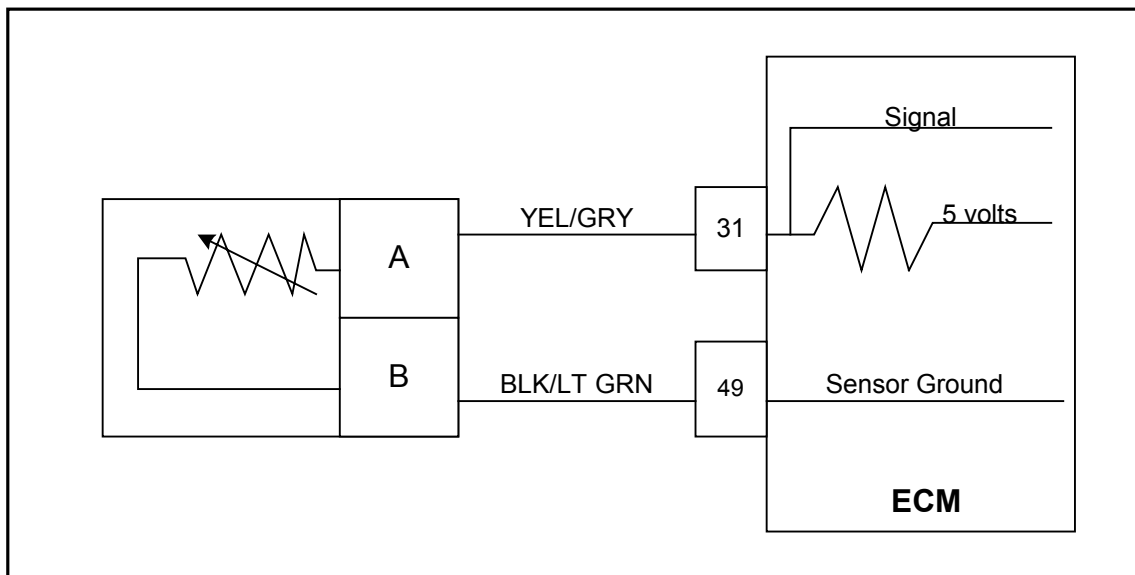 Signal
YEL/GRY
31
5 volts
A
B
BLK/LT GRN
49
Sensor Ground
ECM